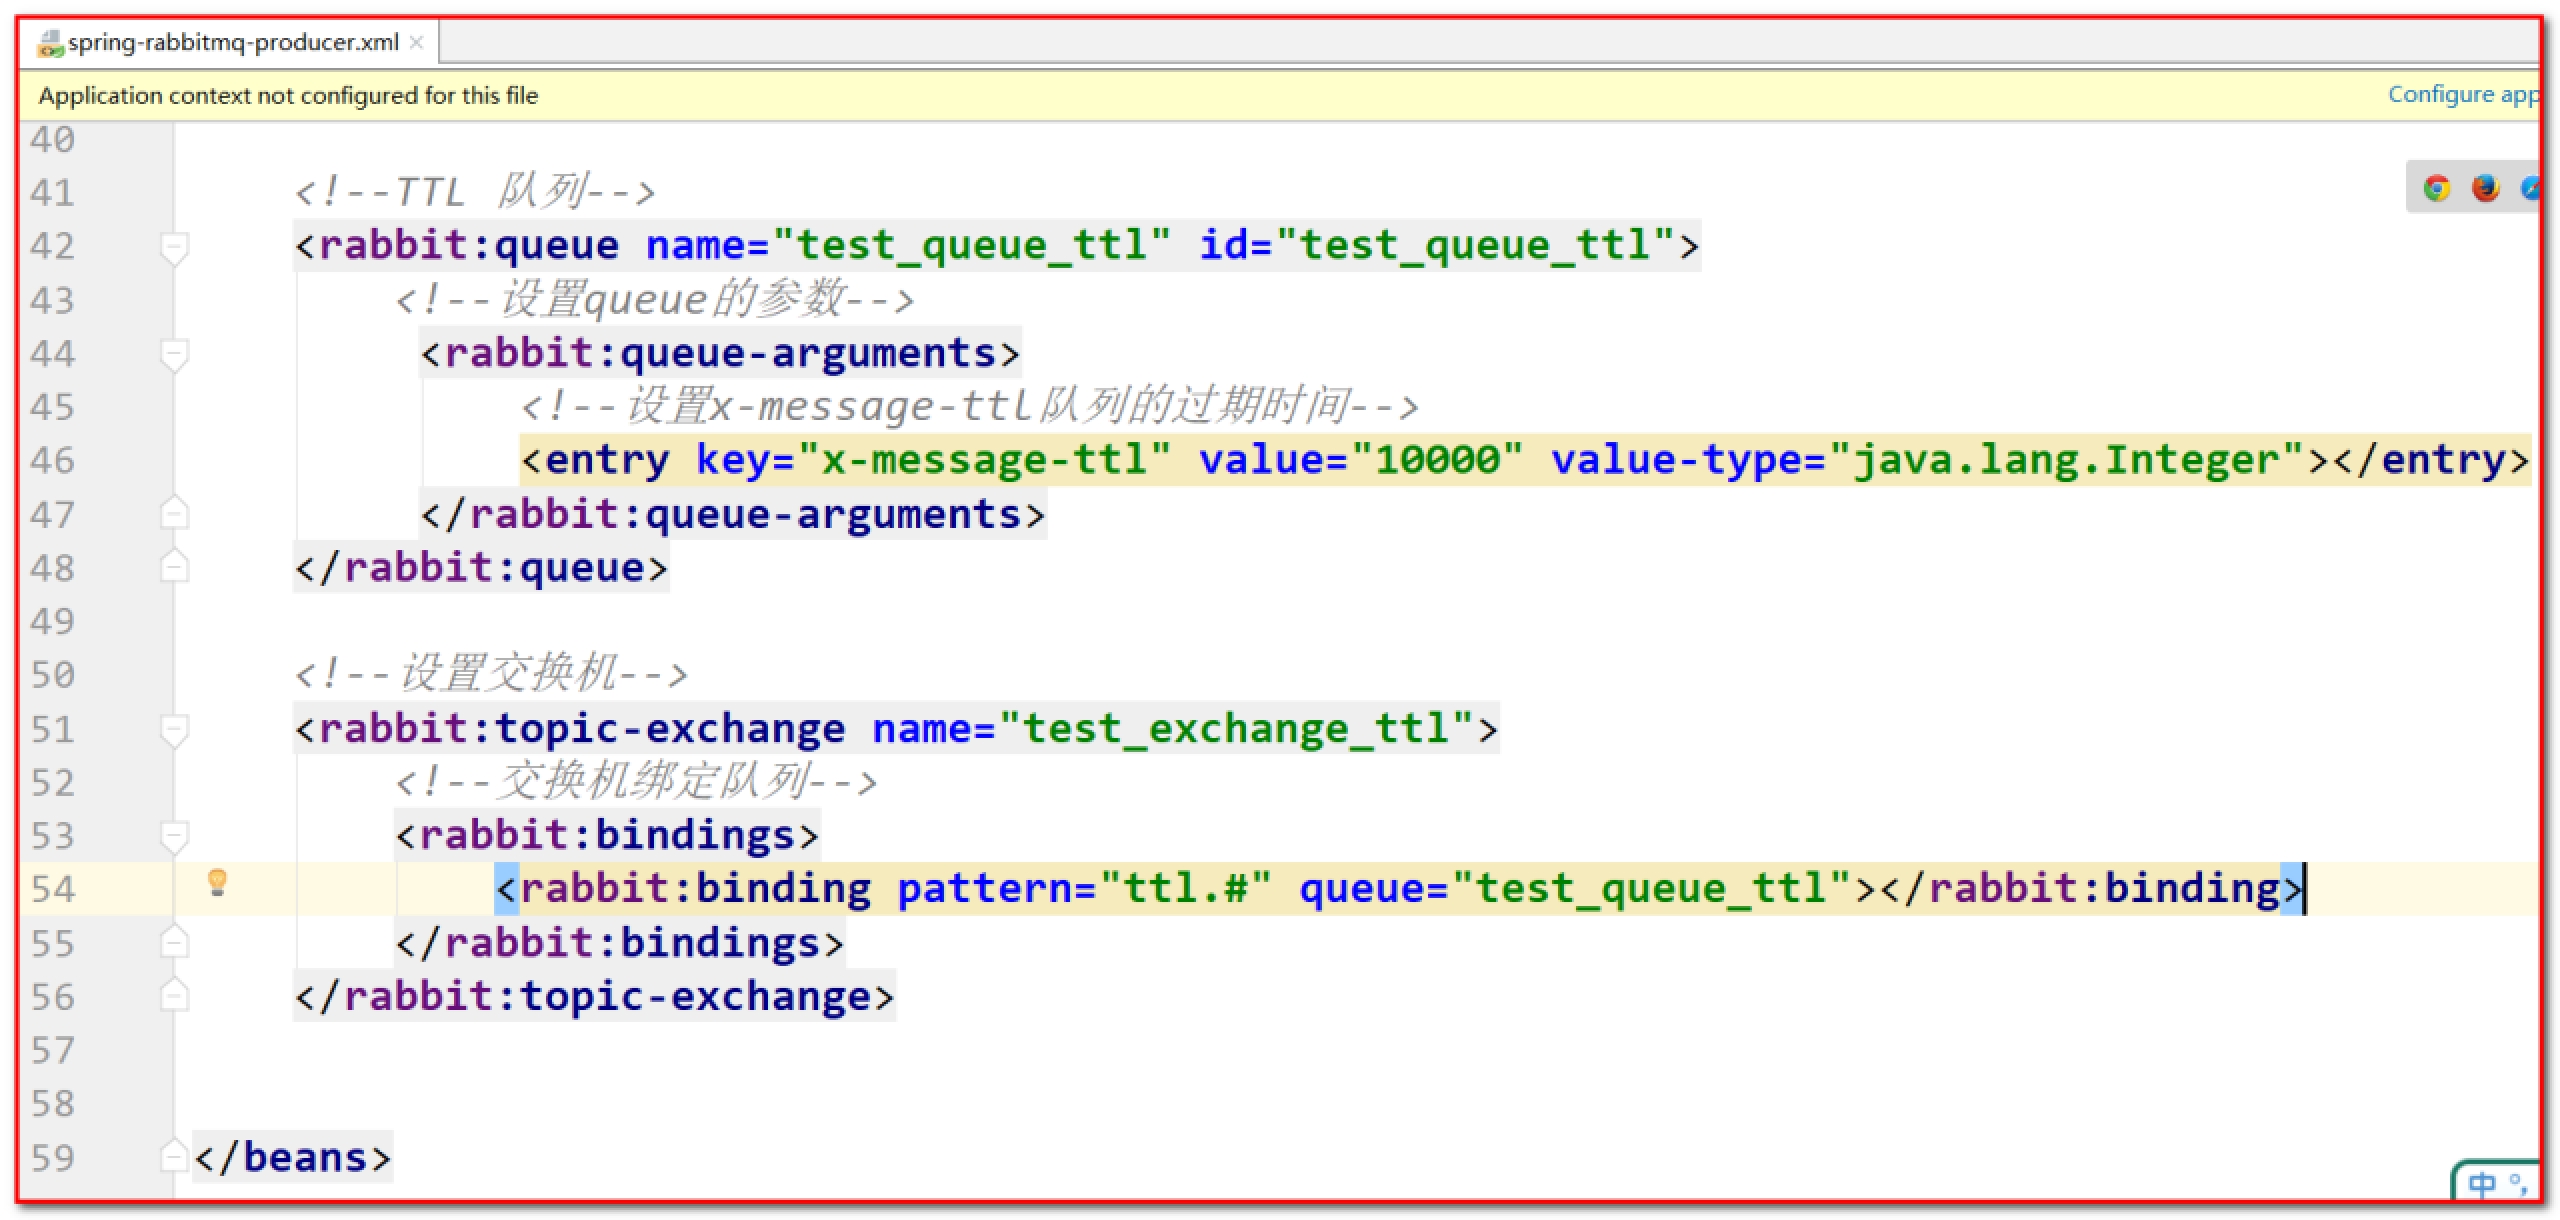 spring-rabbitmq-producer.xml
Application context not configured for this file
Configure app
40
41 <!--TTL 队列-->
42 <rabbit:queue name="test_queue_ttl" id="test_queue_ttl">
43 <!--设置queue的参数-->
44 <rabbit:queue-arguments>
45 <!--设置x-message-ttl队列的过期时间-->
46 <entry key="x-message-ttl" value="10000" value-type="java.lang.Integer"></entry>
47 </rabbit:queue-arguments>
48 </rabbit:queue>
49
50 <!--设置交换机-->
51 <rabbit:topic-exchange name="test_exchange_ttl">
52 <!--交换机绑定队列-->
53 <rabbit:bindings>
54 <rabbit:binding pattern="ttl.#" queue="test_queue_ttl"></rabbit:binding>
55 </rabbit:bindings>
56 </rabbit:topic-exchange>
57
58
59 </beans>
中 °,